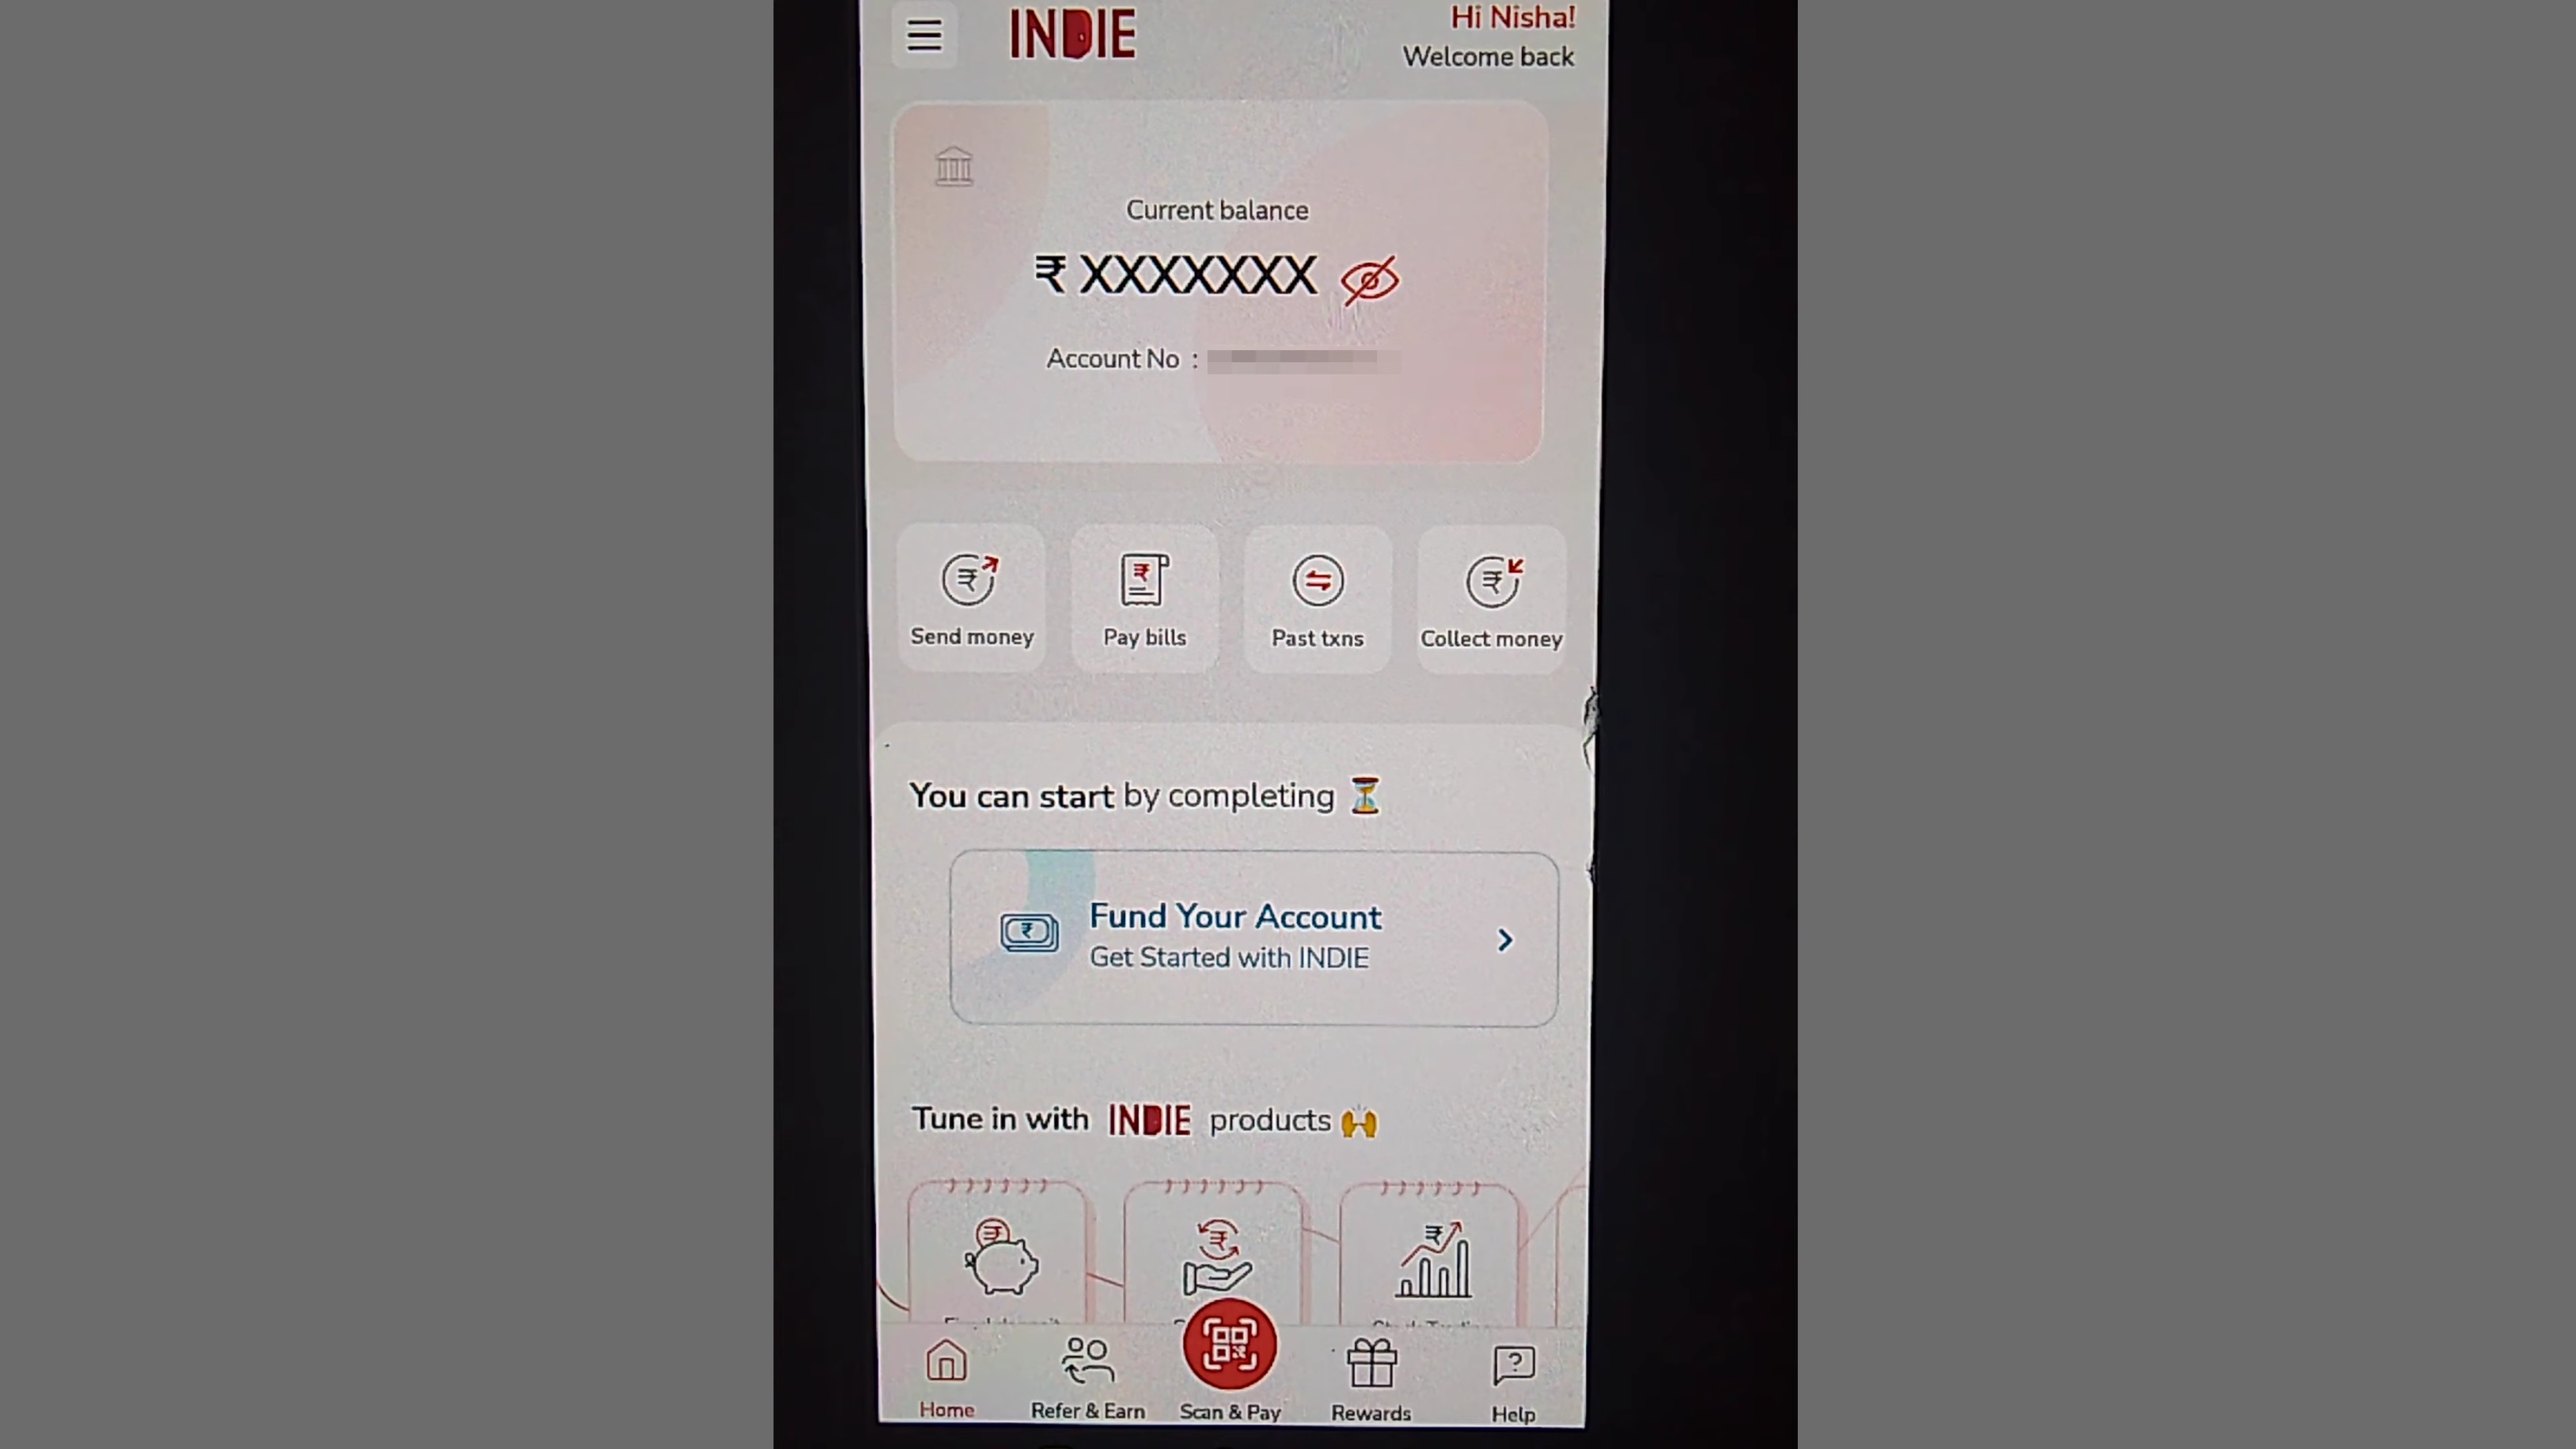 INDIE
Hi Nisha!
Welcome back
Current balance
₹ XXXXXXX
Account No :
Send money
Pay bills
Past txns
Collect money
You can start by completing ⏳
Fund Your Account
Get Started with INDIE
Tune in with INDIE products 🙌
Home
Refer & Earn
Scan & Pay
Rewards
Help